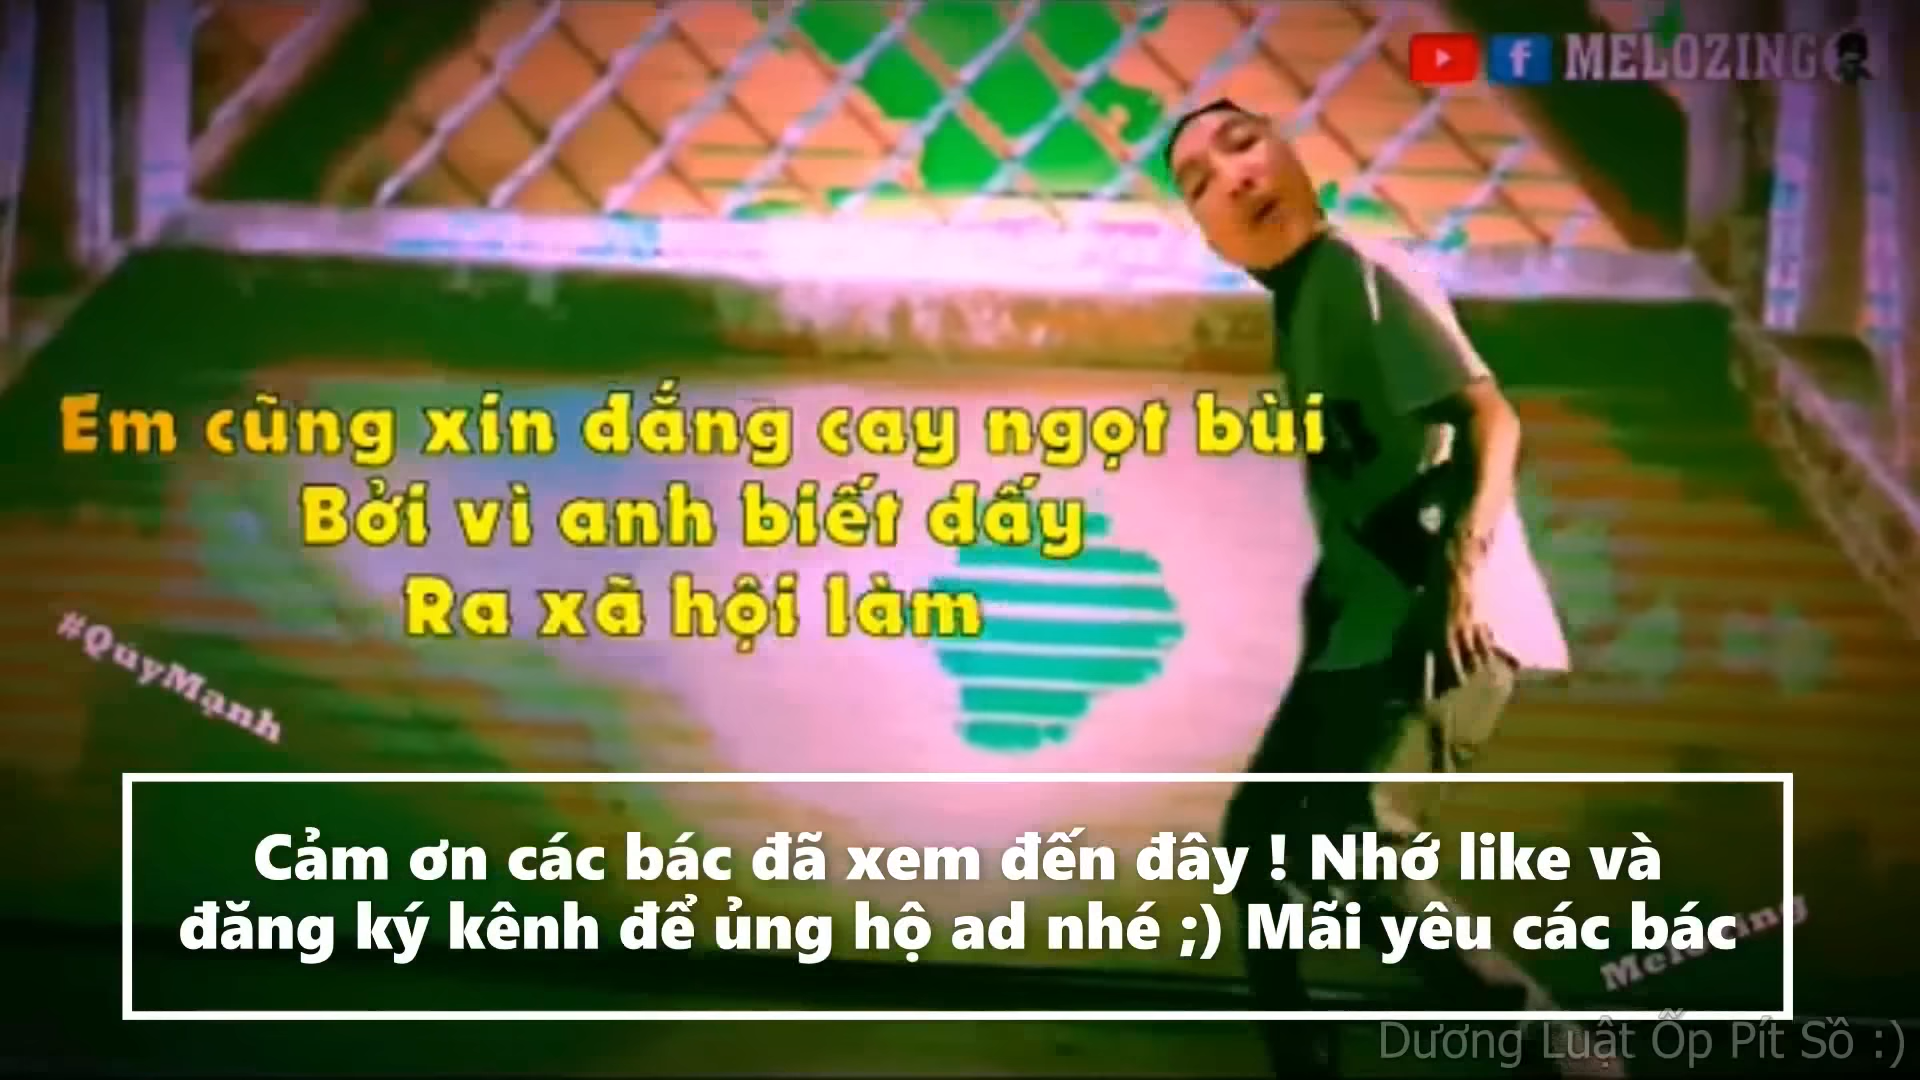 MELOZING
Em cũng xin đắng cay ngọt bùi
Bởi vì anh biết đấy
Ra xã hội làm
#QuyMạnh
Cảm ơn các bác đã xem đến đây ! Nhớ like và
đăng ký kênh để ủng hộ ad nhé ;) Mãi yêu các bác
Melozing
Dương Luật Ốp Pít Sồ :)